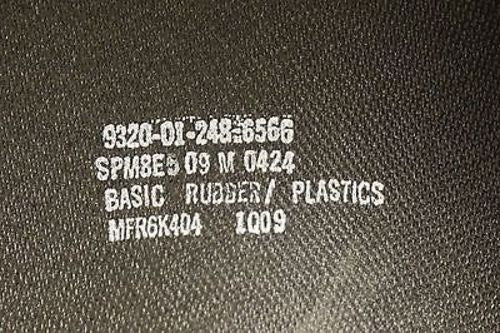 9320-01-248-6566
SPM8E5 09 M 0424
BASIC RUBBER/ PLASTICS
MFR6K404 1Q09